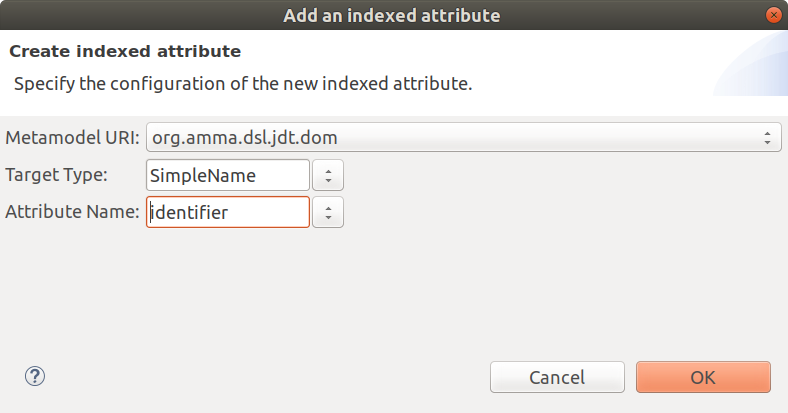 Add an indexed attribute
Create indexed attribute
Specify the configuration of the new indexed attribute.
Metamodel URI: org.amma.dsl.jdt.dom
Target Type: SimpleName
Attribute Name: identifier
Cancel OK